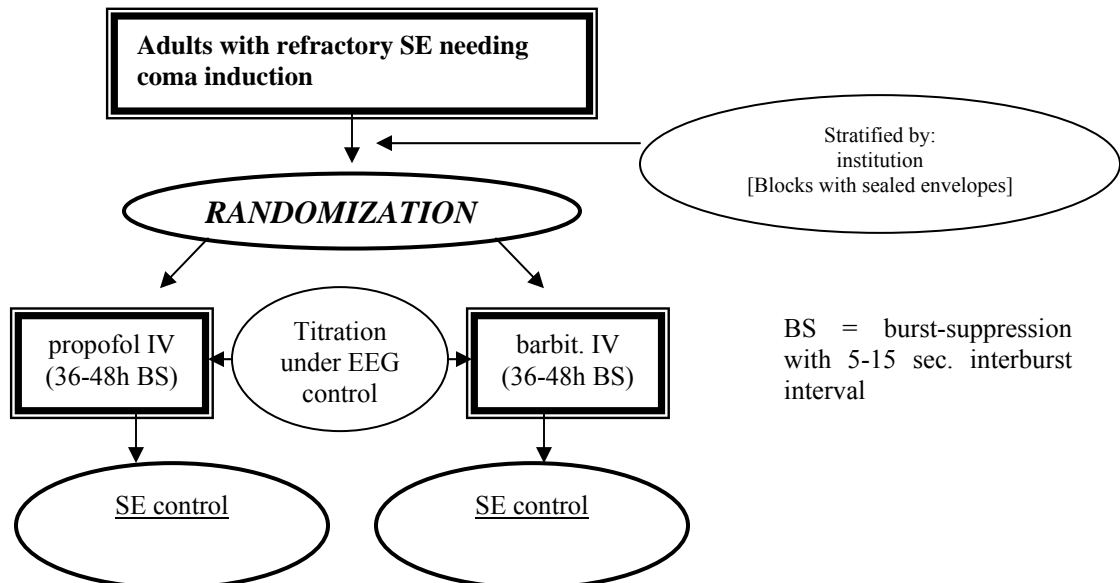 Adults with refractory SE needing
coma induction
Stratified by:
institution
[Blocks with sealed envelopes]
RANDOMIZATION
propofol IV
(36-48h BS)
Titration
under EEG
control
barbit. IV
(36-48h BS)
BS = burst-suppression
with 5-15 sec. interburst
interval
SE control
SE control